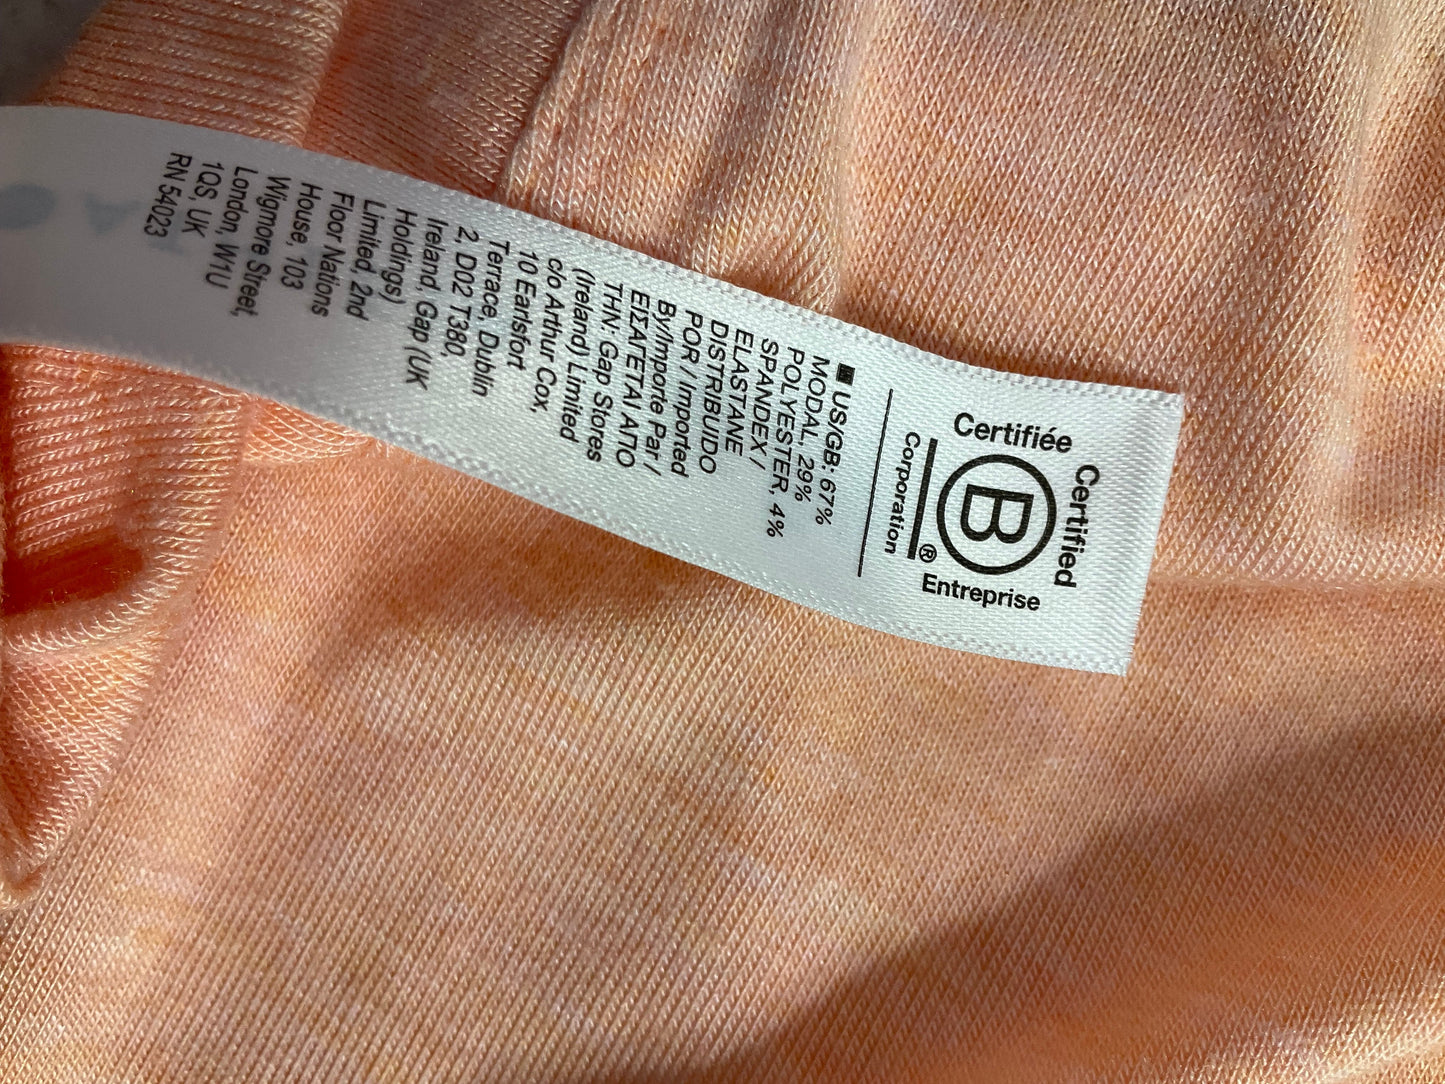 Certified
Certifiée
B
®
Entreprise
Corporation
US/GB: 67%
MODAL, 29%
POLYESTER, 4%
SPANDEX /
ELASTANE
DISTRIBUIDO
POR / Imported
By/Importe Par /
ΕΙΣΑΓΕΤΑΙ ΑΠΟ
ΤΗΝ: Gap Stores
(Ireland) Limited
c/o Arthur Cox,
10 Earlsfort
Terrace, Dublin
2, D02 T380,
Ireland, Gap (UK
Holdings)
Limited, 2nd
Floor Nations
House, 103
Wigmore Street,
London, W1U
1QS, UK
RN 54023